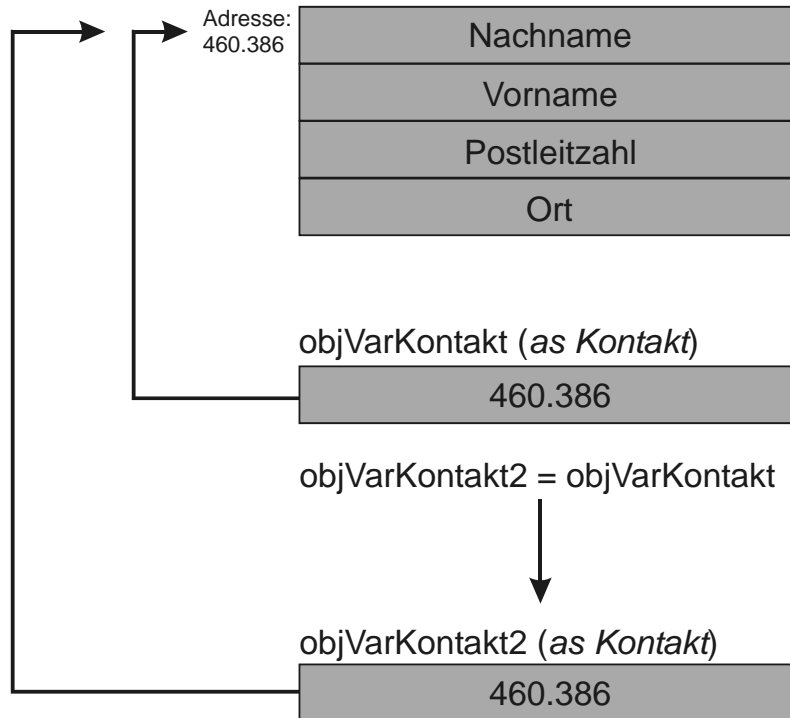 Adresse:
460.386
Nachname
Vorname
Postleitzahl
Ort
objVarKontakt (as Kontakt)
460.386
objVarKontakt2 = objVarKontakt
objVarKontakt2 (as Kontakt)
460.386